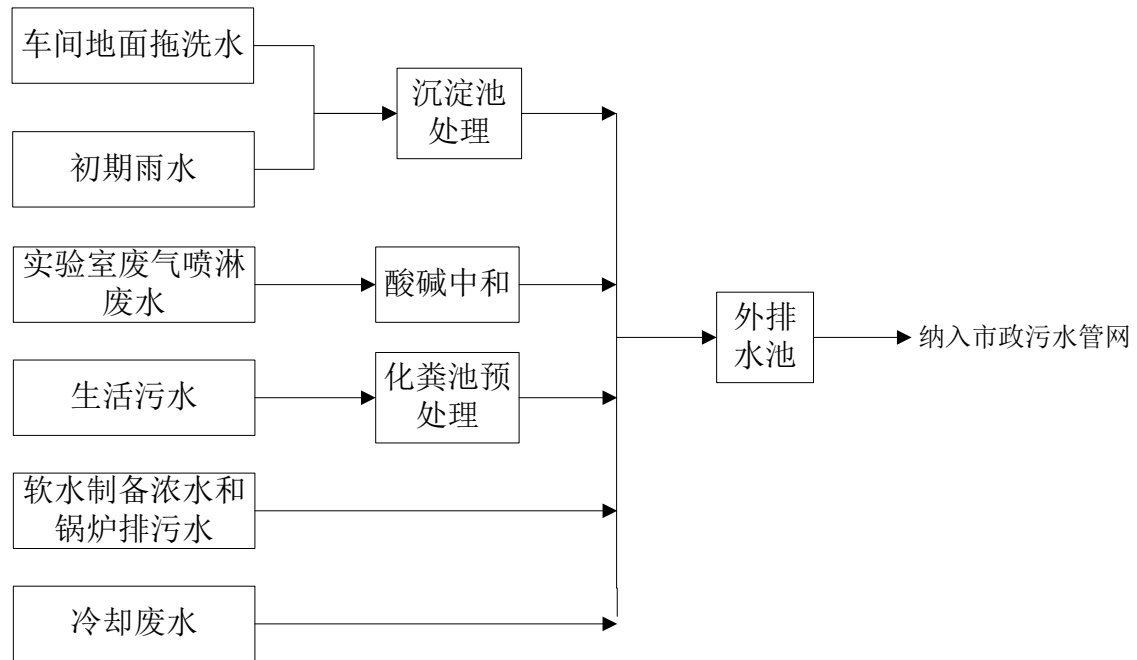 车间地面拖洗水
沉淀池
处理
初期雨水
实验室废气喷淋
废水
酸碱中和
外排
水池
纳入市政污水管网
生活污水
化粪池预
处理
软水制备浓水和
锅炉排污水
冷却废水